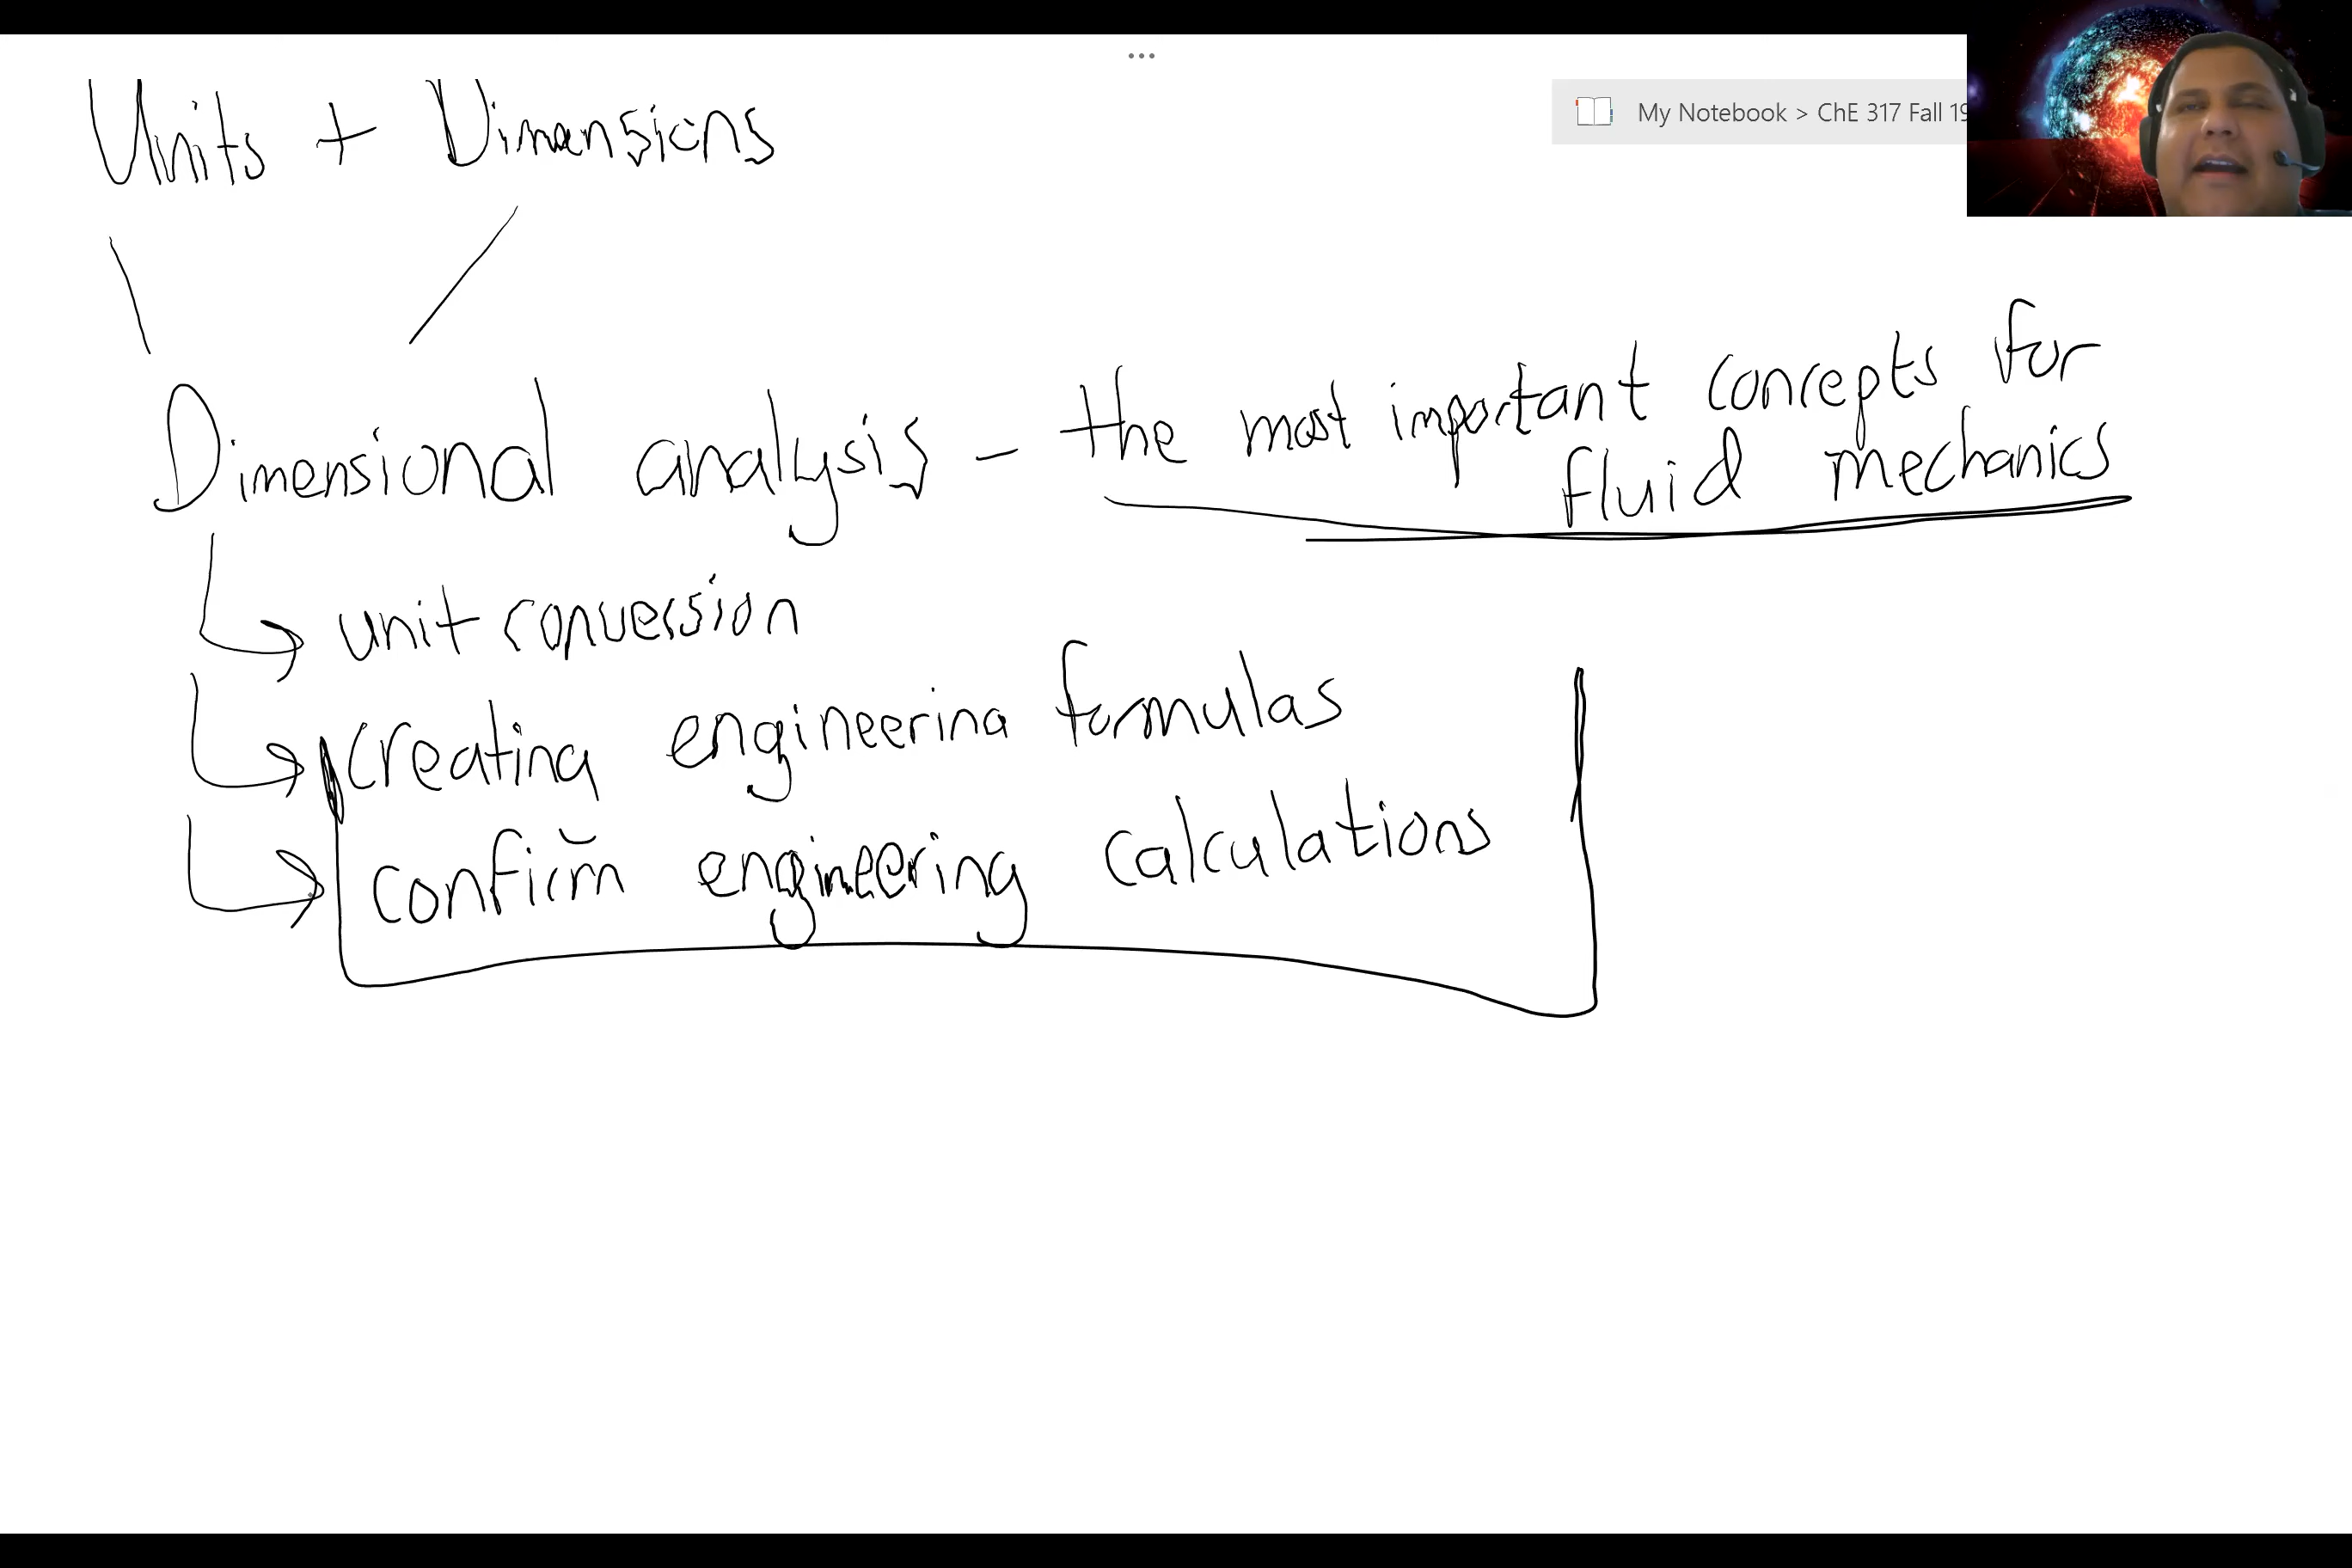 My Notebook > ChE 317 Fall 19
Units + Dimensions
Dimensional analysis - the most important concepts for
fluid mechanics
unit conversion
creating engineering formulas
confirm engineering calculations